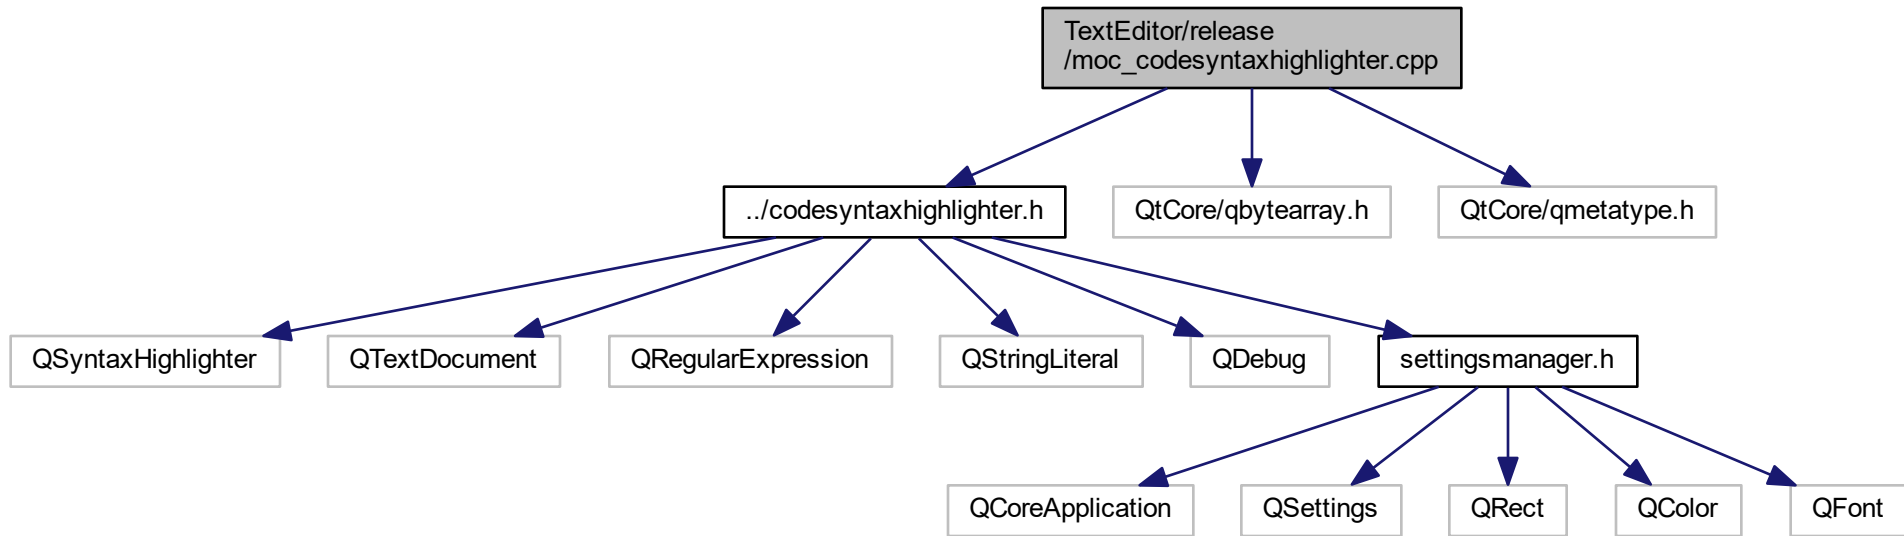 TextEditor/release
/moc_codesyntaxhighlighter.cpp
../codesyntaxhighlighter.h
QtCore/qbytearray.h
QtCore/qmetatype.h
QSyntaxHighlighter
QTextDocument
QRegularExpression
QStringLiteral
QDebug
settingsmanager.h
QCoreApplication
QSettings
QRect
QColor
QFont